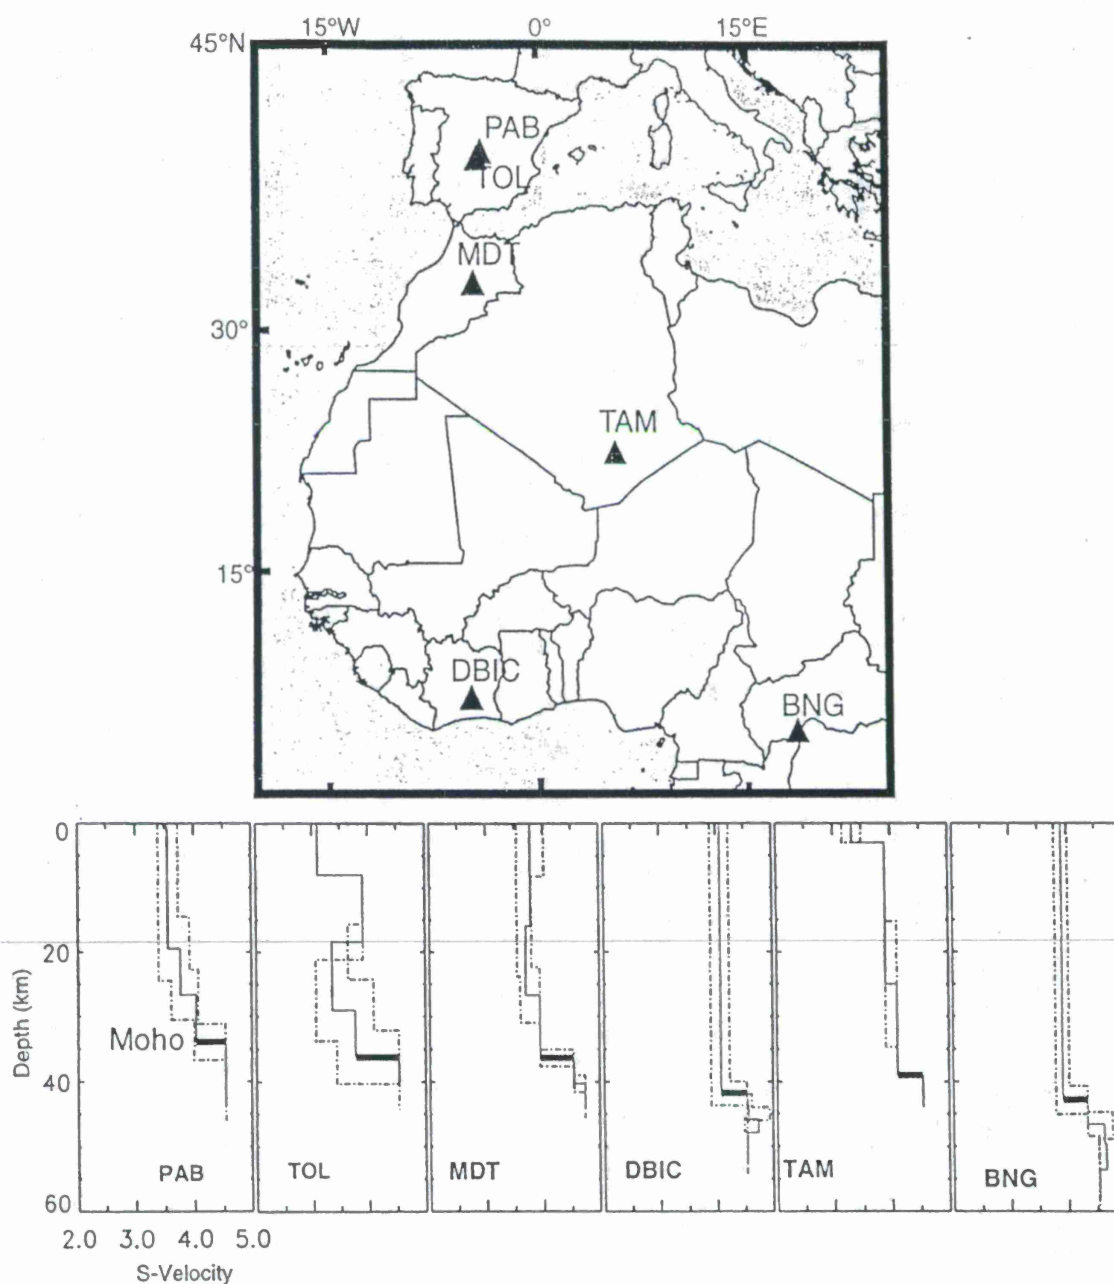 15°W 0° 15°E
45°N
PAB
TOL
MDT
30°
TAM
15°
DBIC
BNG
0
20
Depth (km)
Moho
40
PAB TOL MDT DBIC TAM BNG
60
2.0 3.0 4.0 5.0
S-Velocity